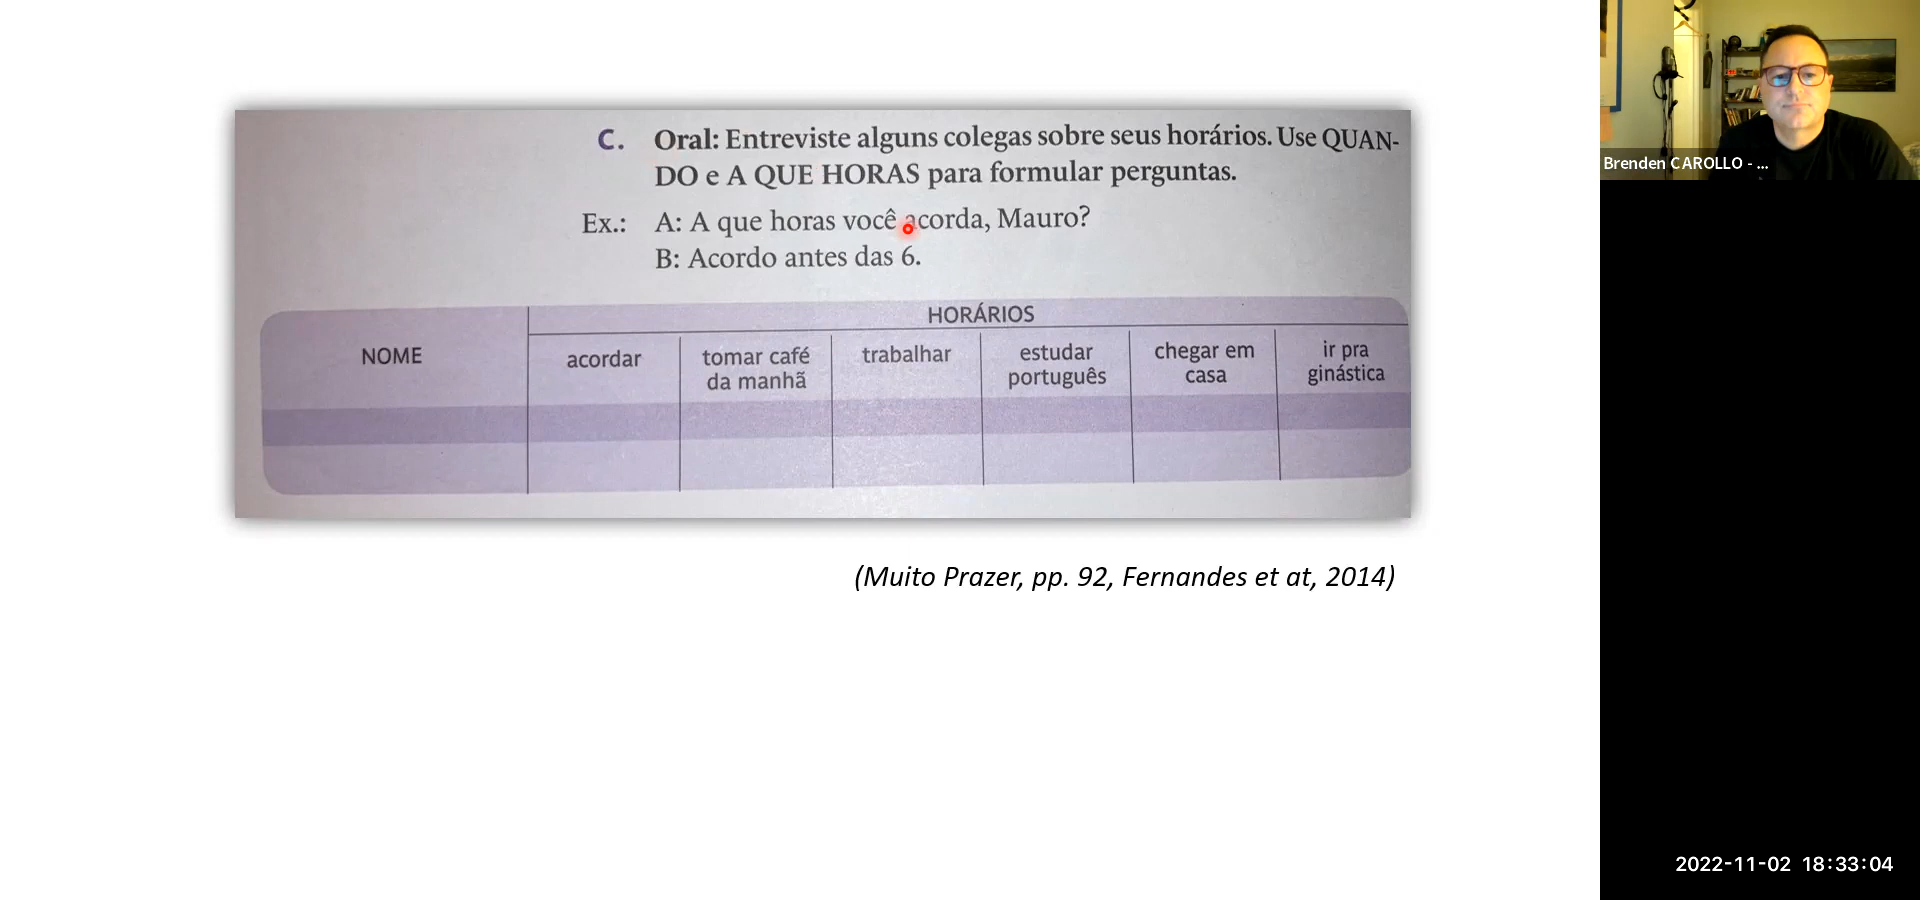 C. Oral: Entreviste alguns colegas sobre seus horários. Use QUAN-
DO e A QUE HORAS para formular perguntas.
Ex.: A: A que horas você acorda, Mauro?
B: Acordo antes das 6.
HORÁRIOS
NOME
acordar
tomar café
da manhã
trabalhar
estudar
português
chegar em
casa
ir pra
ginástica
(Muito Prazer, pp. 92, Fernandes et at, 2014)
Brenden CAROLLO - ...
2022-11-02 18:33:04